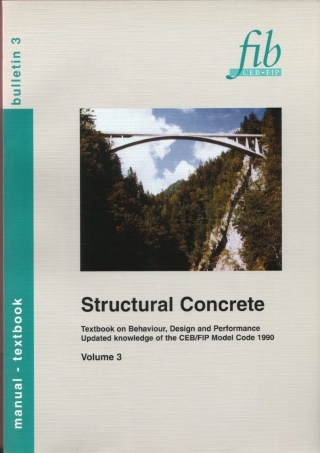 bulletin 3
fib
CEB-FIP
Structural Concrete
Textbook on Behaviour, Design and Performance
Updated knowledge of the CEB/FIP Model Code 1990
Volume 3
manual - textbook